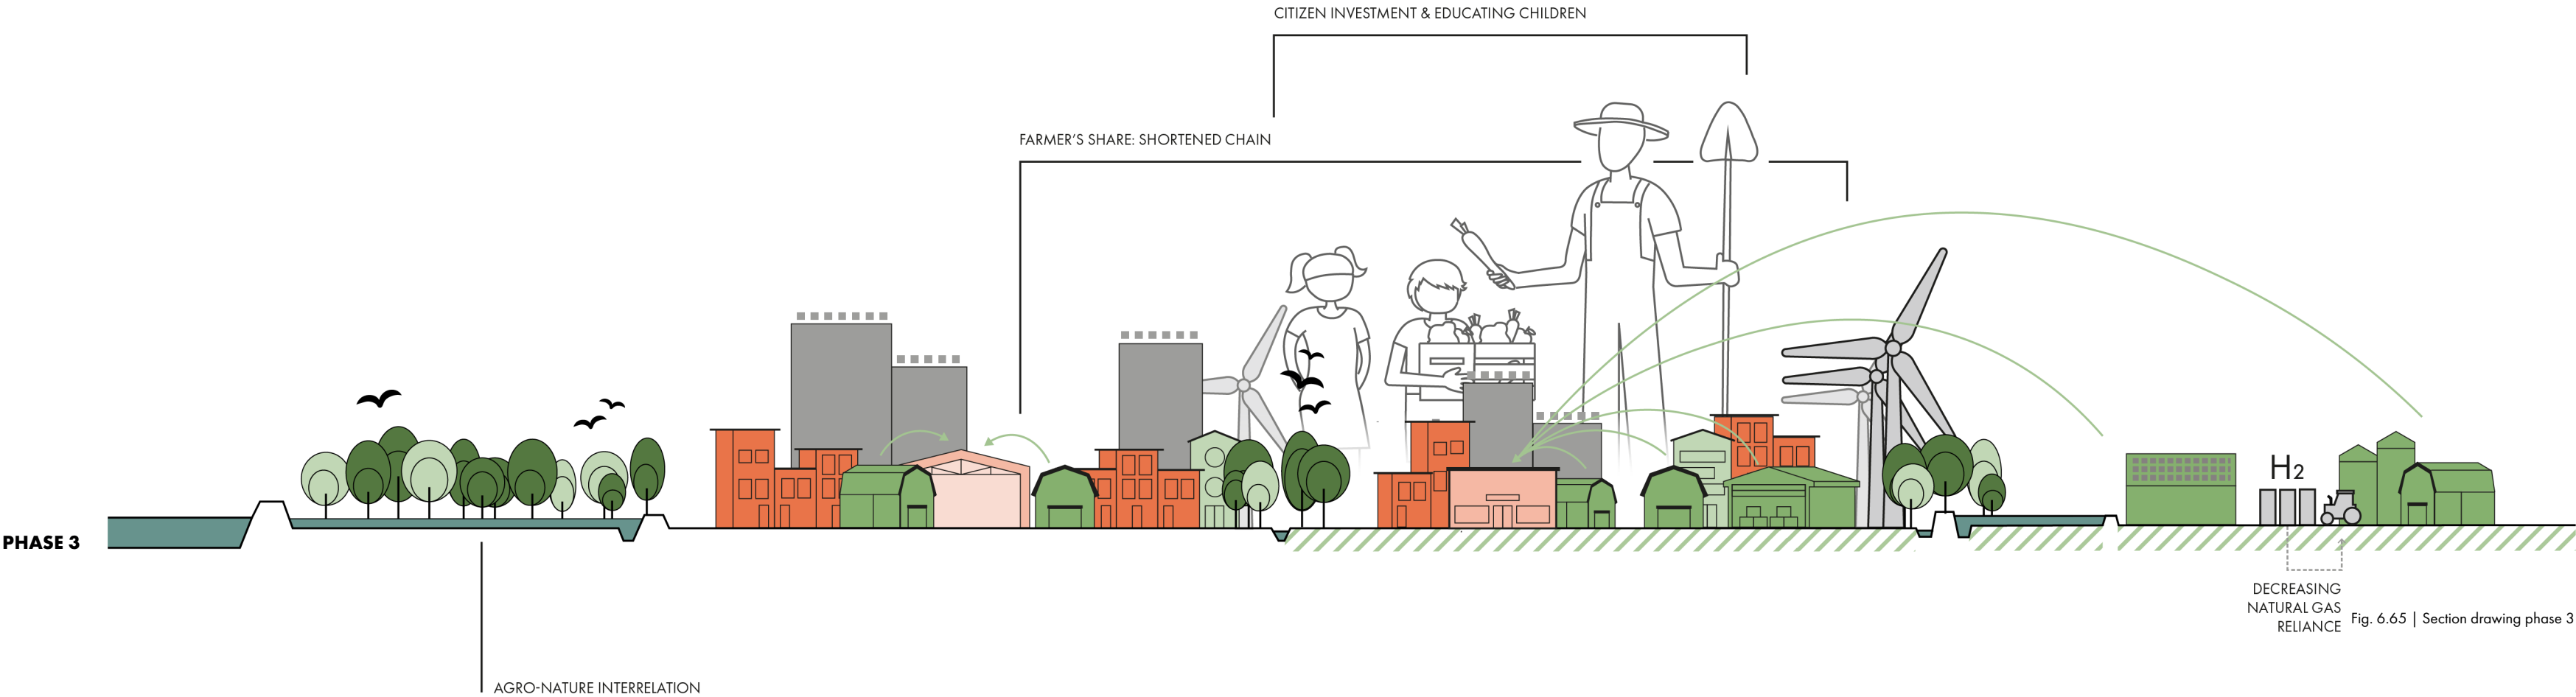 CITIZEN INVESTMENT & EDUCATING CHILDREN
FARMER'S SHARE: SHORTENED CHAIN
H2
PHASE 3
DECREASING
NATURAL GAS
RELIANCE
Fig. 6.65 | Section drawing phase 3
AGRO-NATURE INTERRELATION